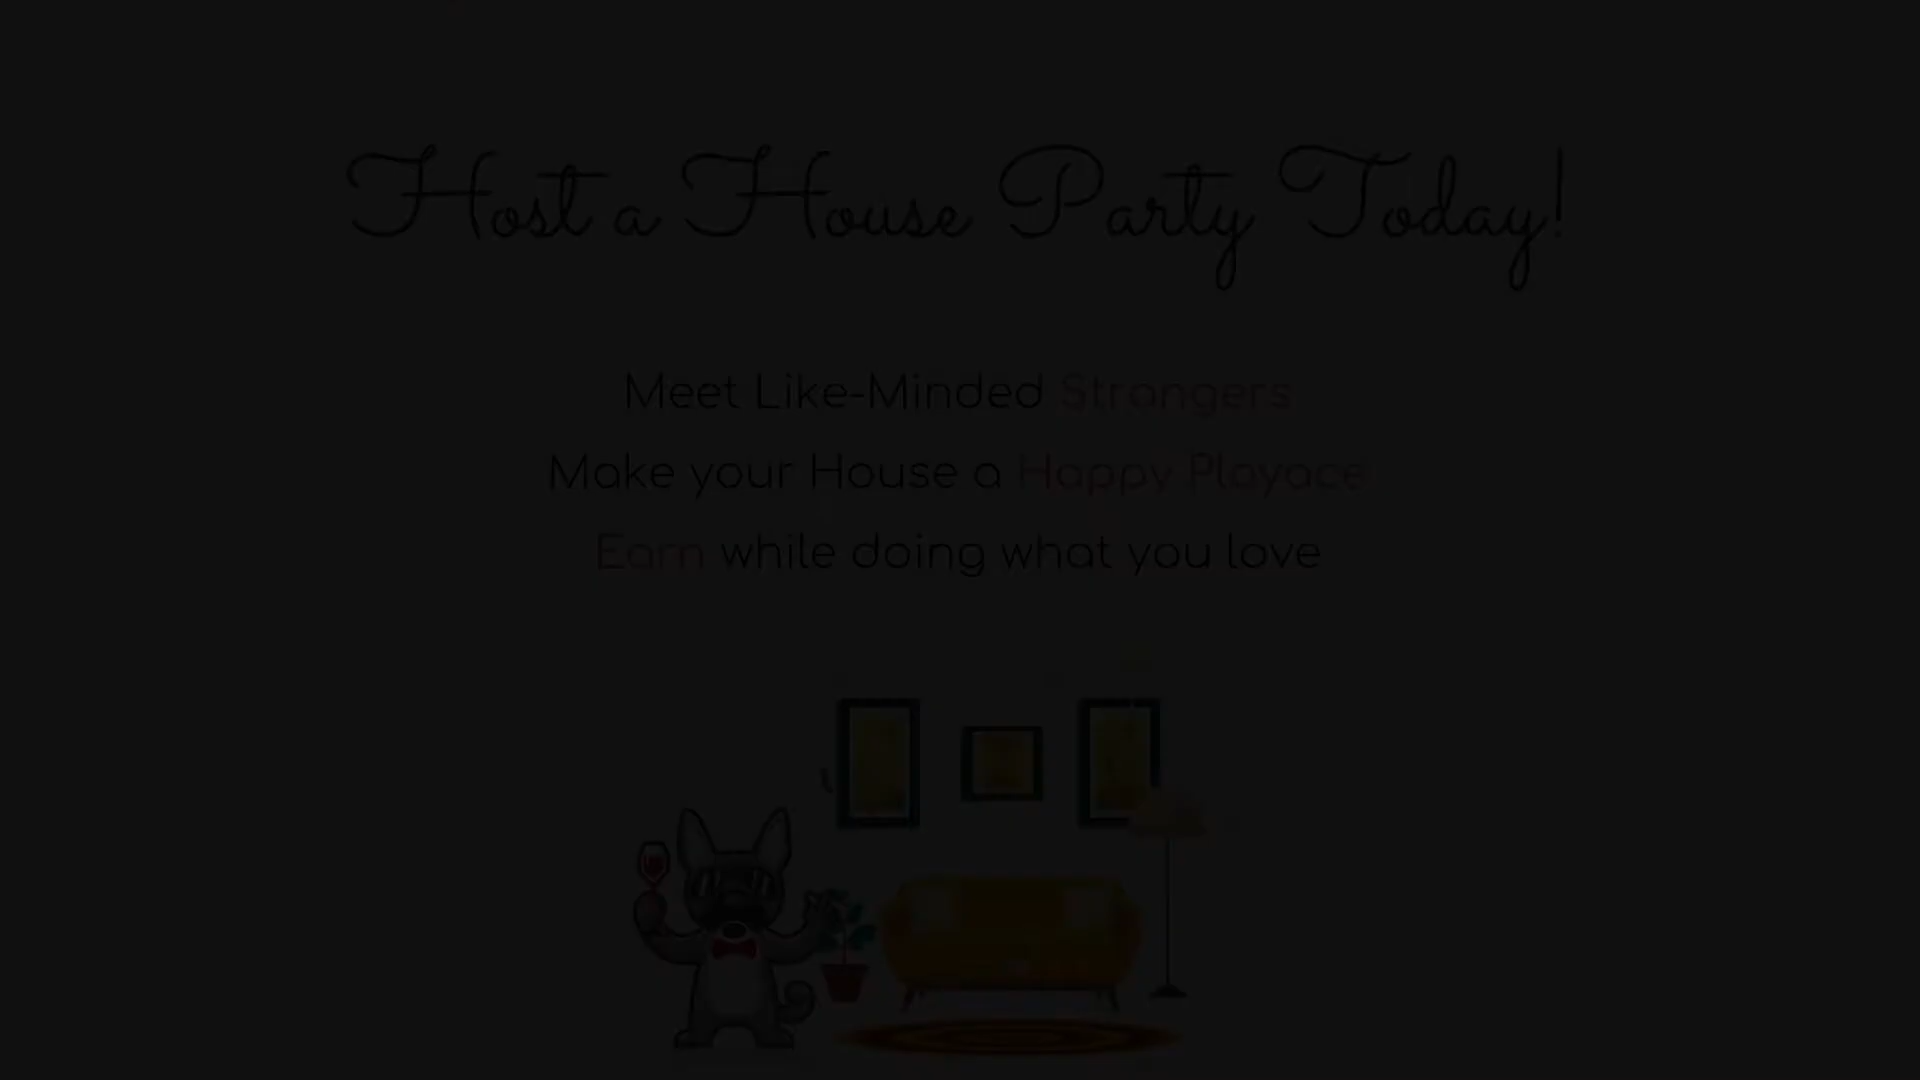 Host a House Party Today!
Meet Like-Minded Strangers
Make your House a Happy Playace
Earn while doing what you love